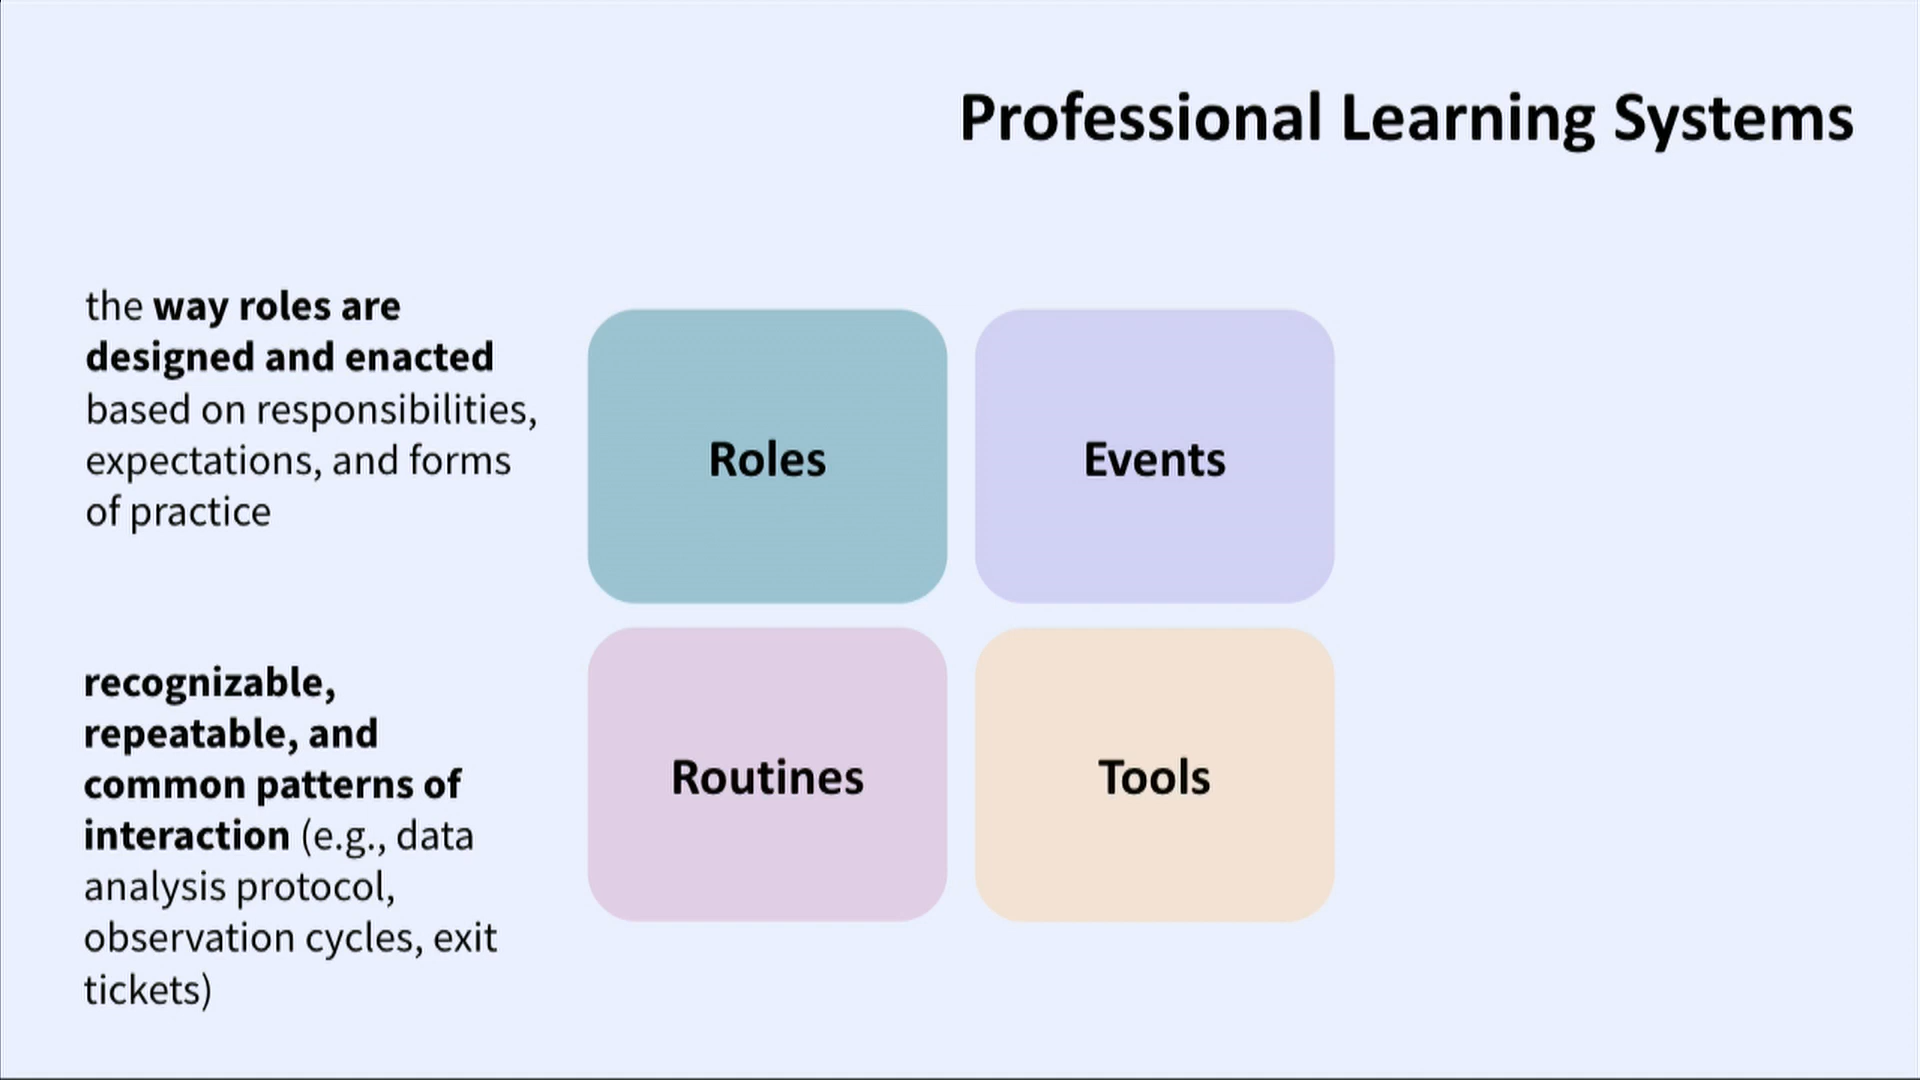 Professional Learning Systems
the way roles are
designed and enacted
based on responsibilities,
expectations, and forms
of practice
Roles
Events
recognizable,
repeatable, and
common patterns of
interaction (e.g., data
analysis protocol,
observation cycles, exit
tickets)
Routines
Tools